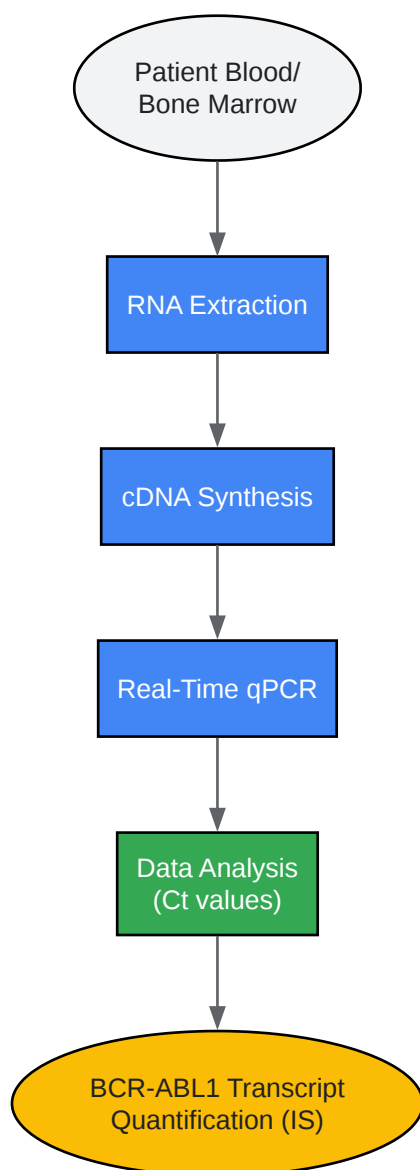 Patient Blood/
Bone Marrow
RNA Extraction
cDNA Synthesis
Real-Time qPCR
Data Analysis
(Ct values)
BCR-ABL1 Transcript
Quantification (IS)